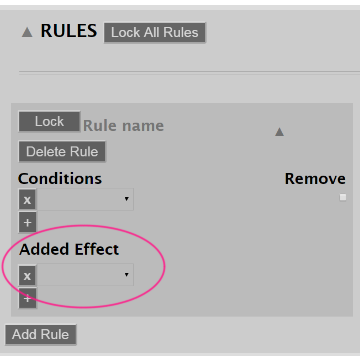 ▲ RULES Lock All Rules
Lock Rule name ▲
Delete Rule
Conditions Remove
x
+
Added Effect
x
+
Add Rule